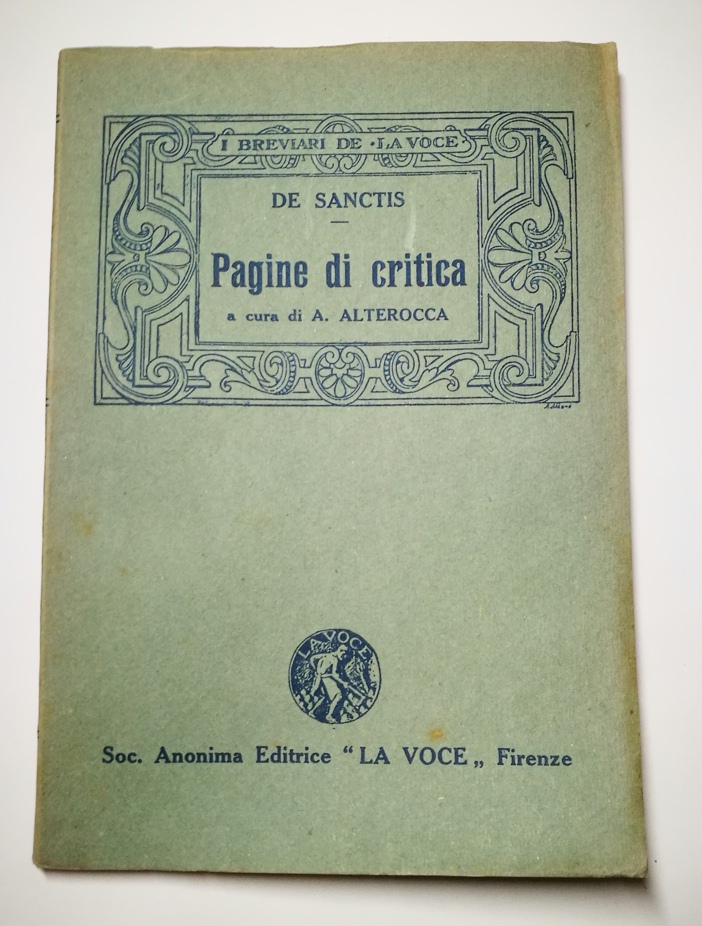 I BREVIARI DE · LA VOCE ·
DE SANCTIS
Pagine di critica
a cura di A. ALTEROCCA
LA VOCE
Soc. Anonima Editrice “ LA VOCE „ Firenze